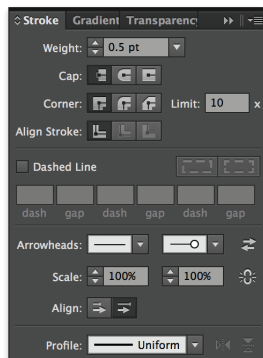 Stroke Gradient Transparency
Weight: 0.5 pt
Cap:
Corner: Limit: 10 x
Align Stroke:
Dashed Line
dash gap dash gap dash gap
Arrowheads:
Scale: 100% 100%
Align:
Profile: Uniform